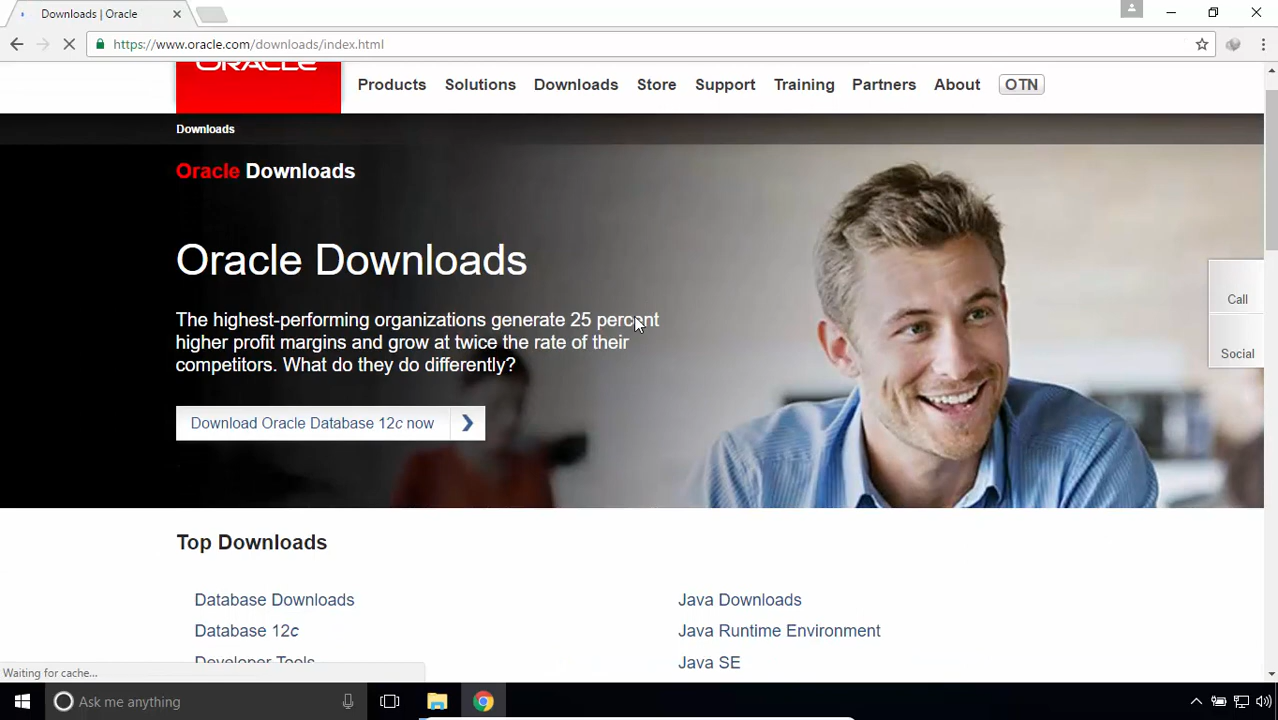 Downloads | Oracle
https://www.oracle.com/downloads/index.html
ORACLE
Products Solutions Downloads Store Support Training Partners About OTN
Downloads
Oracle Downloads
Oracle Downloads
The highest-performing organizations generate 25 percent
higher profit margins and grow at twice the rate of their
competitors. What do they do differently?
Download Oracle Database 12c now
Call
Social
Top Downloads
Database Downloads
Java Downloads
Database 12c
Java Runtime Environment
Developer Tools
Java SE
Waiting for cache...
Ask me anything